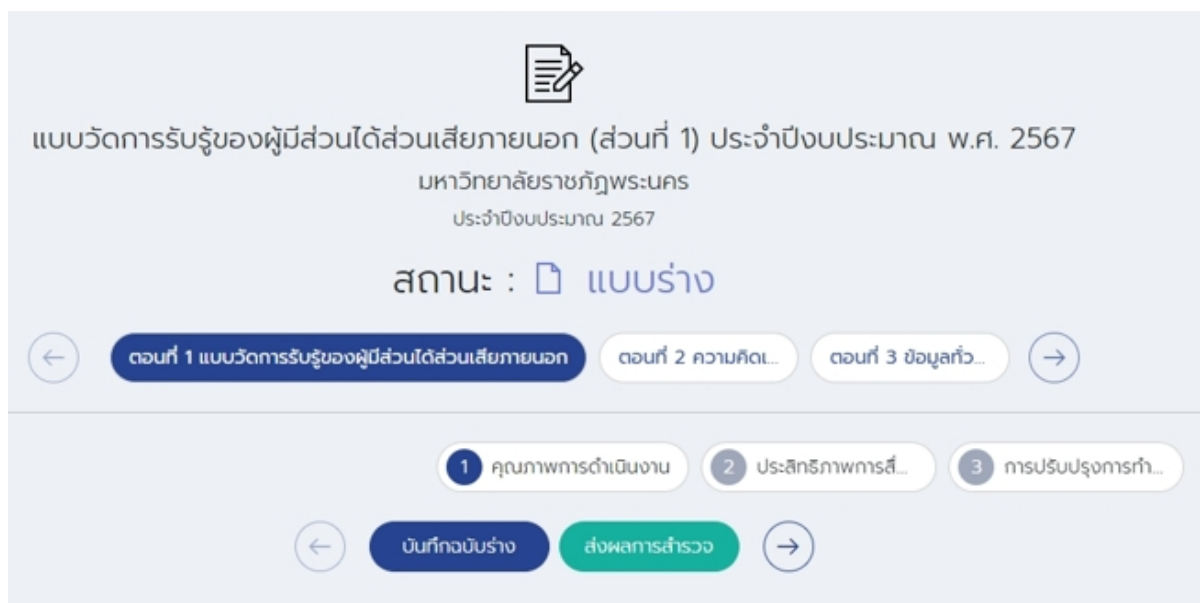 แบบวัดการรับรู้ของผู้มีส่วนได้ส่วนเสียภายนอก (ส่วนที่ 1) ประจำปีงบประมาณ พ.ศ. 2567
มหาวิทยาลัยราชภัฏพระนคร
ประจำปีงบประมาณ 2567
สถานะ : แบบร่าง
ตอนที่ 1 แบบวัดการรับรู้ของผู้มีส่วนได้ส่วนเสียภายนอก ตอนที่ 2 ความคิดเ... ตอนที่ 3 ข้อมูลทั่ว...
1 คุณภาพการดำเนินงาน 2 ประสิทธิภาพการสื่... 3 การปรับปรุงการทำ...
บันทึกฉบับร่าง ส่งผลการสำรวจ